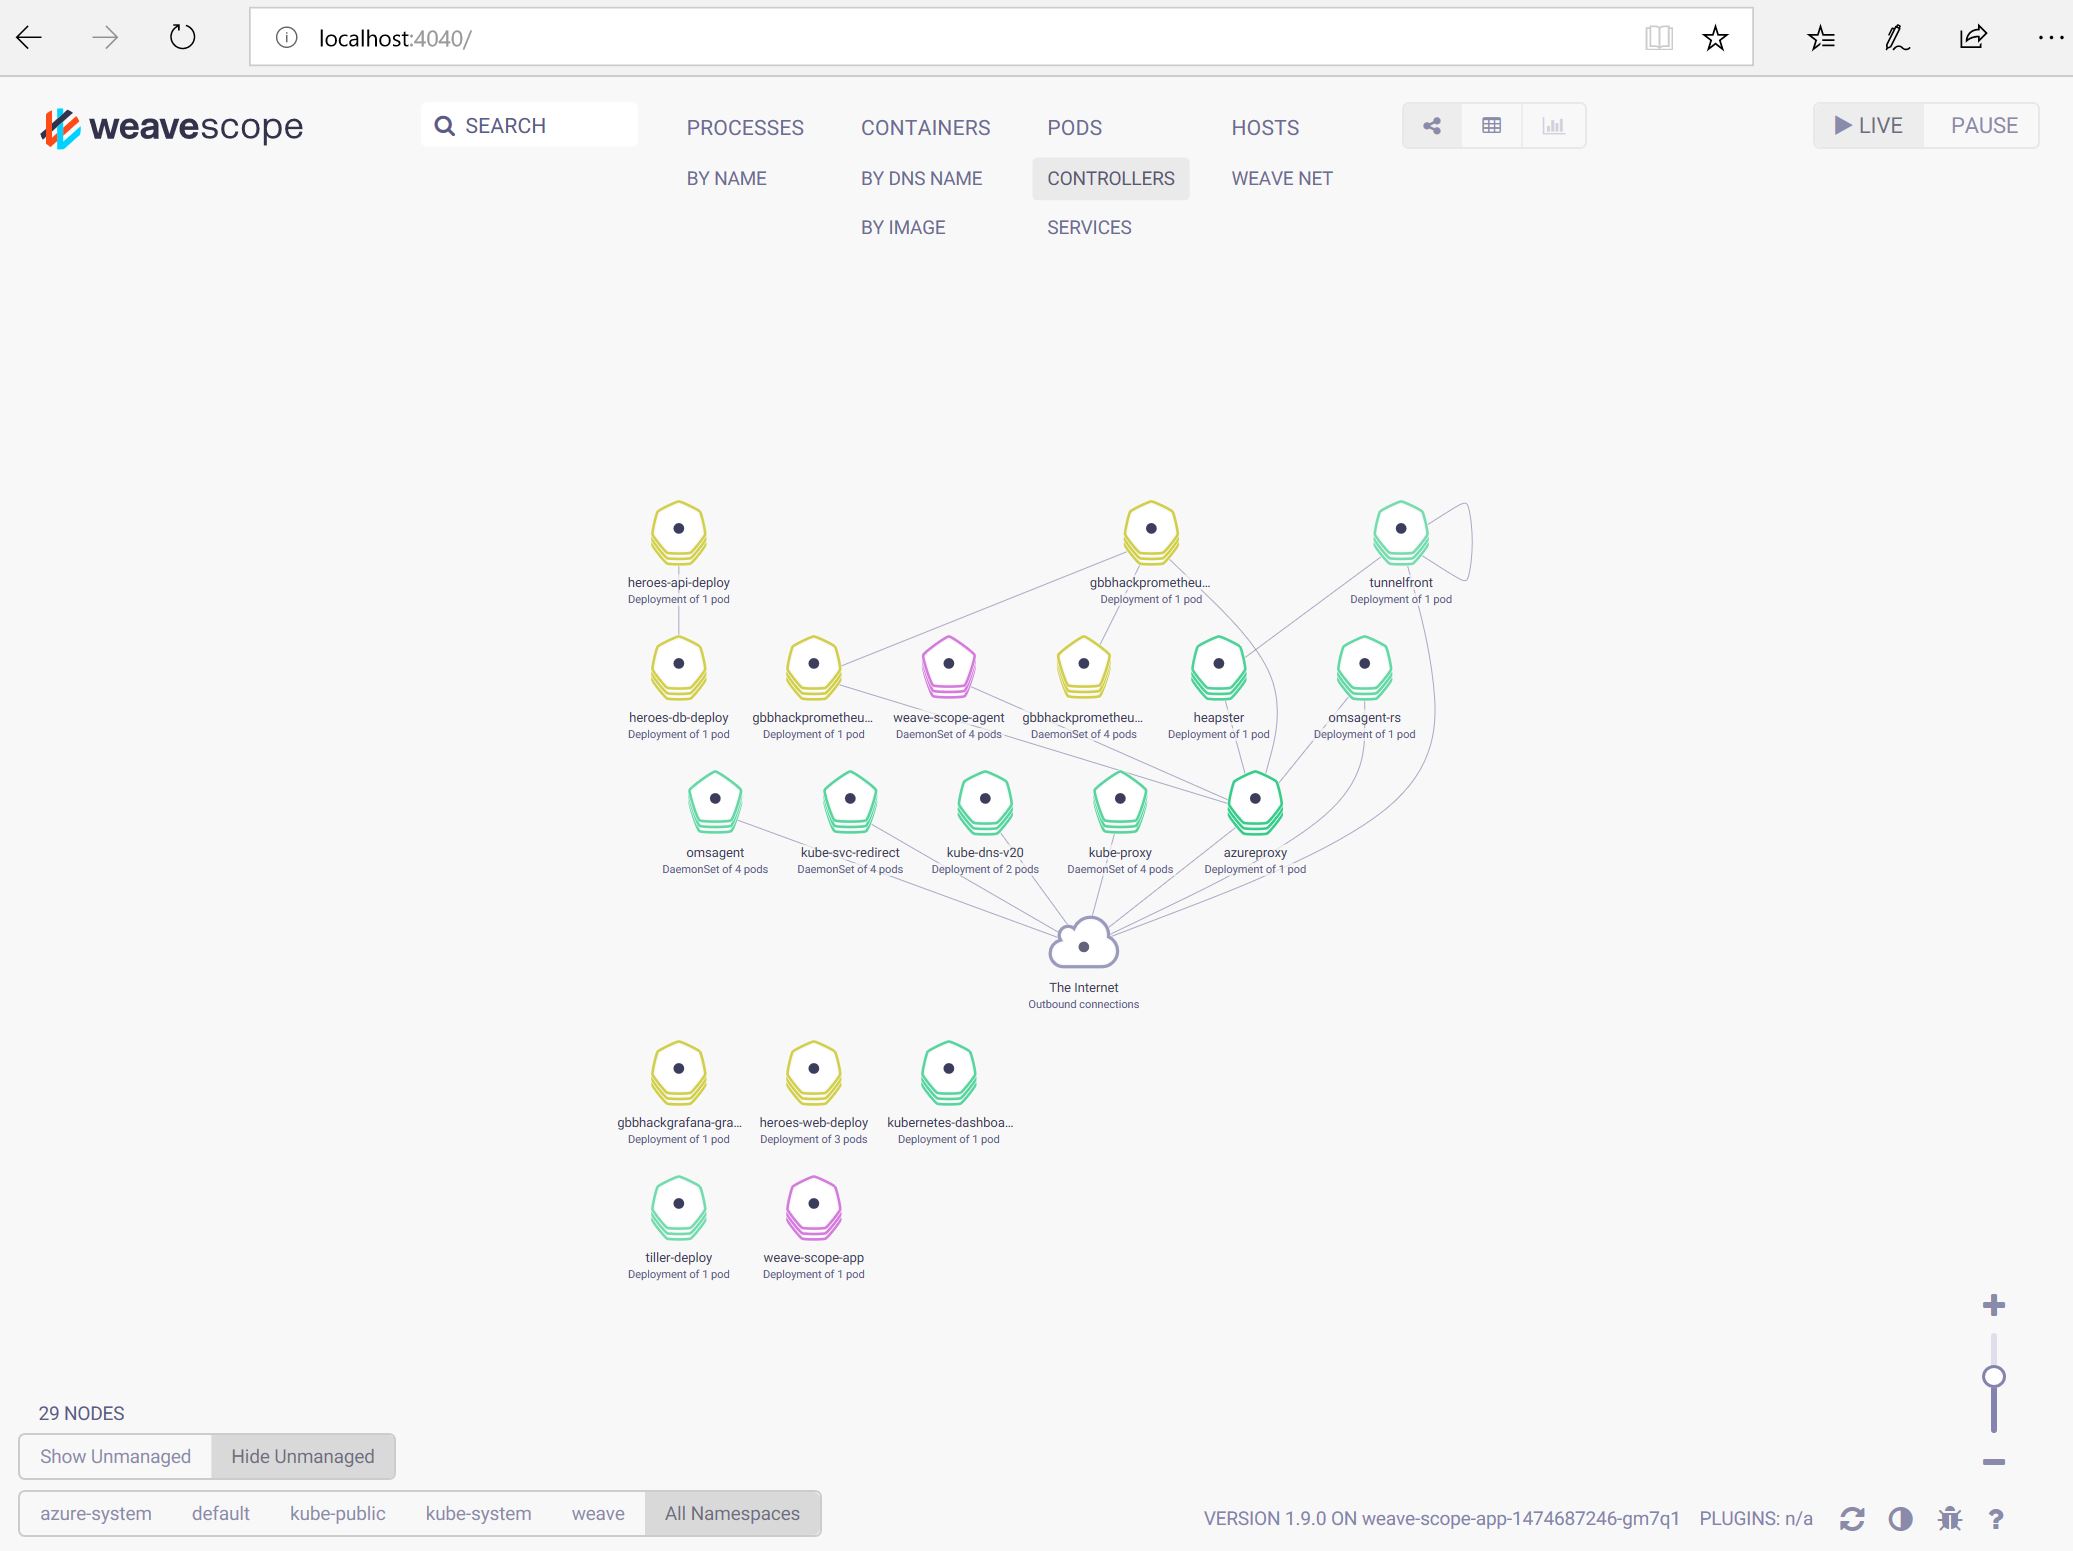 localhost:4040/
weavescope
SEARCH
PROCESSES
BY NAME
CONTAINERS
BY DNS NAME
BY IMAGE
PODS
CONTROLLERS
SERVICES
HOSTS
WEAVE NET
LIVE
PAUSE
heroes-api-deploy
Deployment of 1 pod
gbbhackprometheu...
Deployment of 1 pod
tunnelfront
Deployment of 1 pod
heroes-db-deploy
Deployment of 1 pod
gbbhackprometheu...
Deployment of 1 pod
weave-scope-agent
DaemonSet of 4 pods
gbbhackprometheu...
DaemonSet of 4 pods
heapster
Deployment of 1 pod
omsagent-rs
Deployment of 1 pod
omsagent
DaemonSet of 4 pods
kube-svc-redirect
DaemonSet of 4 pods
kube-dns-v20
Deployment of 2 pods
kube-proxy
DaemonSet of 4 pods
azureproxy
Deployment of 1 pod
The Internet
Outbound connections
gbbhackgrafana-gra...
Deployment of 1 pod
heroes-web-deploy
Deployment of 3 pods
kubernetes-dashboa...
Deployment of 1 pod
tiller-deploy
Deployment of 1 pod
weave-scope-app
Deployment of 1 pod
29 NODES
Show Unmanaged
Hide Unmanaged
azure-system
default
kube-public
kube-system
weave
All Namespaces
VERSION 1.9.0 ON weave-scope-app-1474687246-gm7q1
PLUGINS: n/a